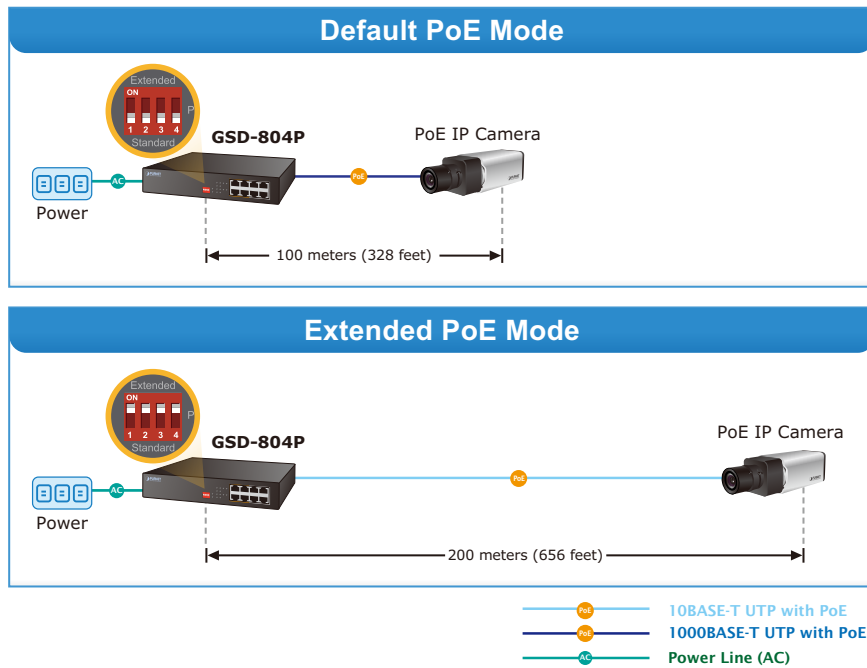 Default PoE Mode
Extended
ON
P
1 2 3 4
Standard
GSD-804P
PoE IP Camera
AC
PoE
Power
100 meters (328 feet)
Extended PoE Mode
Extended
ON
P
1 2 3 4
Standard
GSD-804P
PoE IP Camera
AC
PoE
Power
200 meters (656 feet)
PoE 10BASE-T UTP with PoE
PoE 1000BASE-T UTP with PoE
AC Power Line (AC)